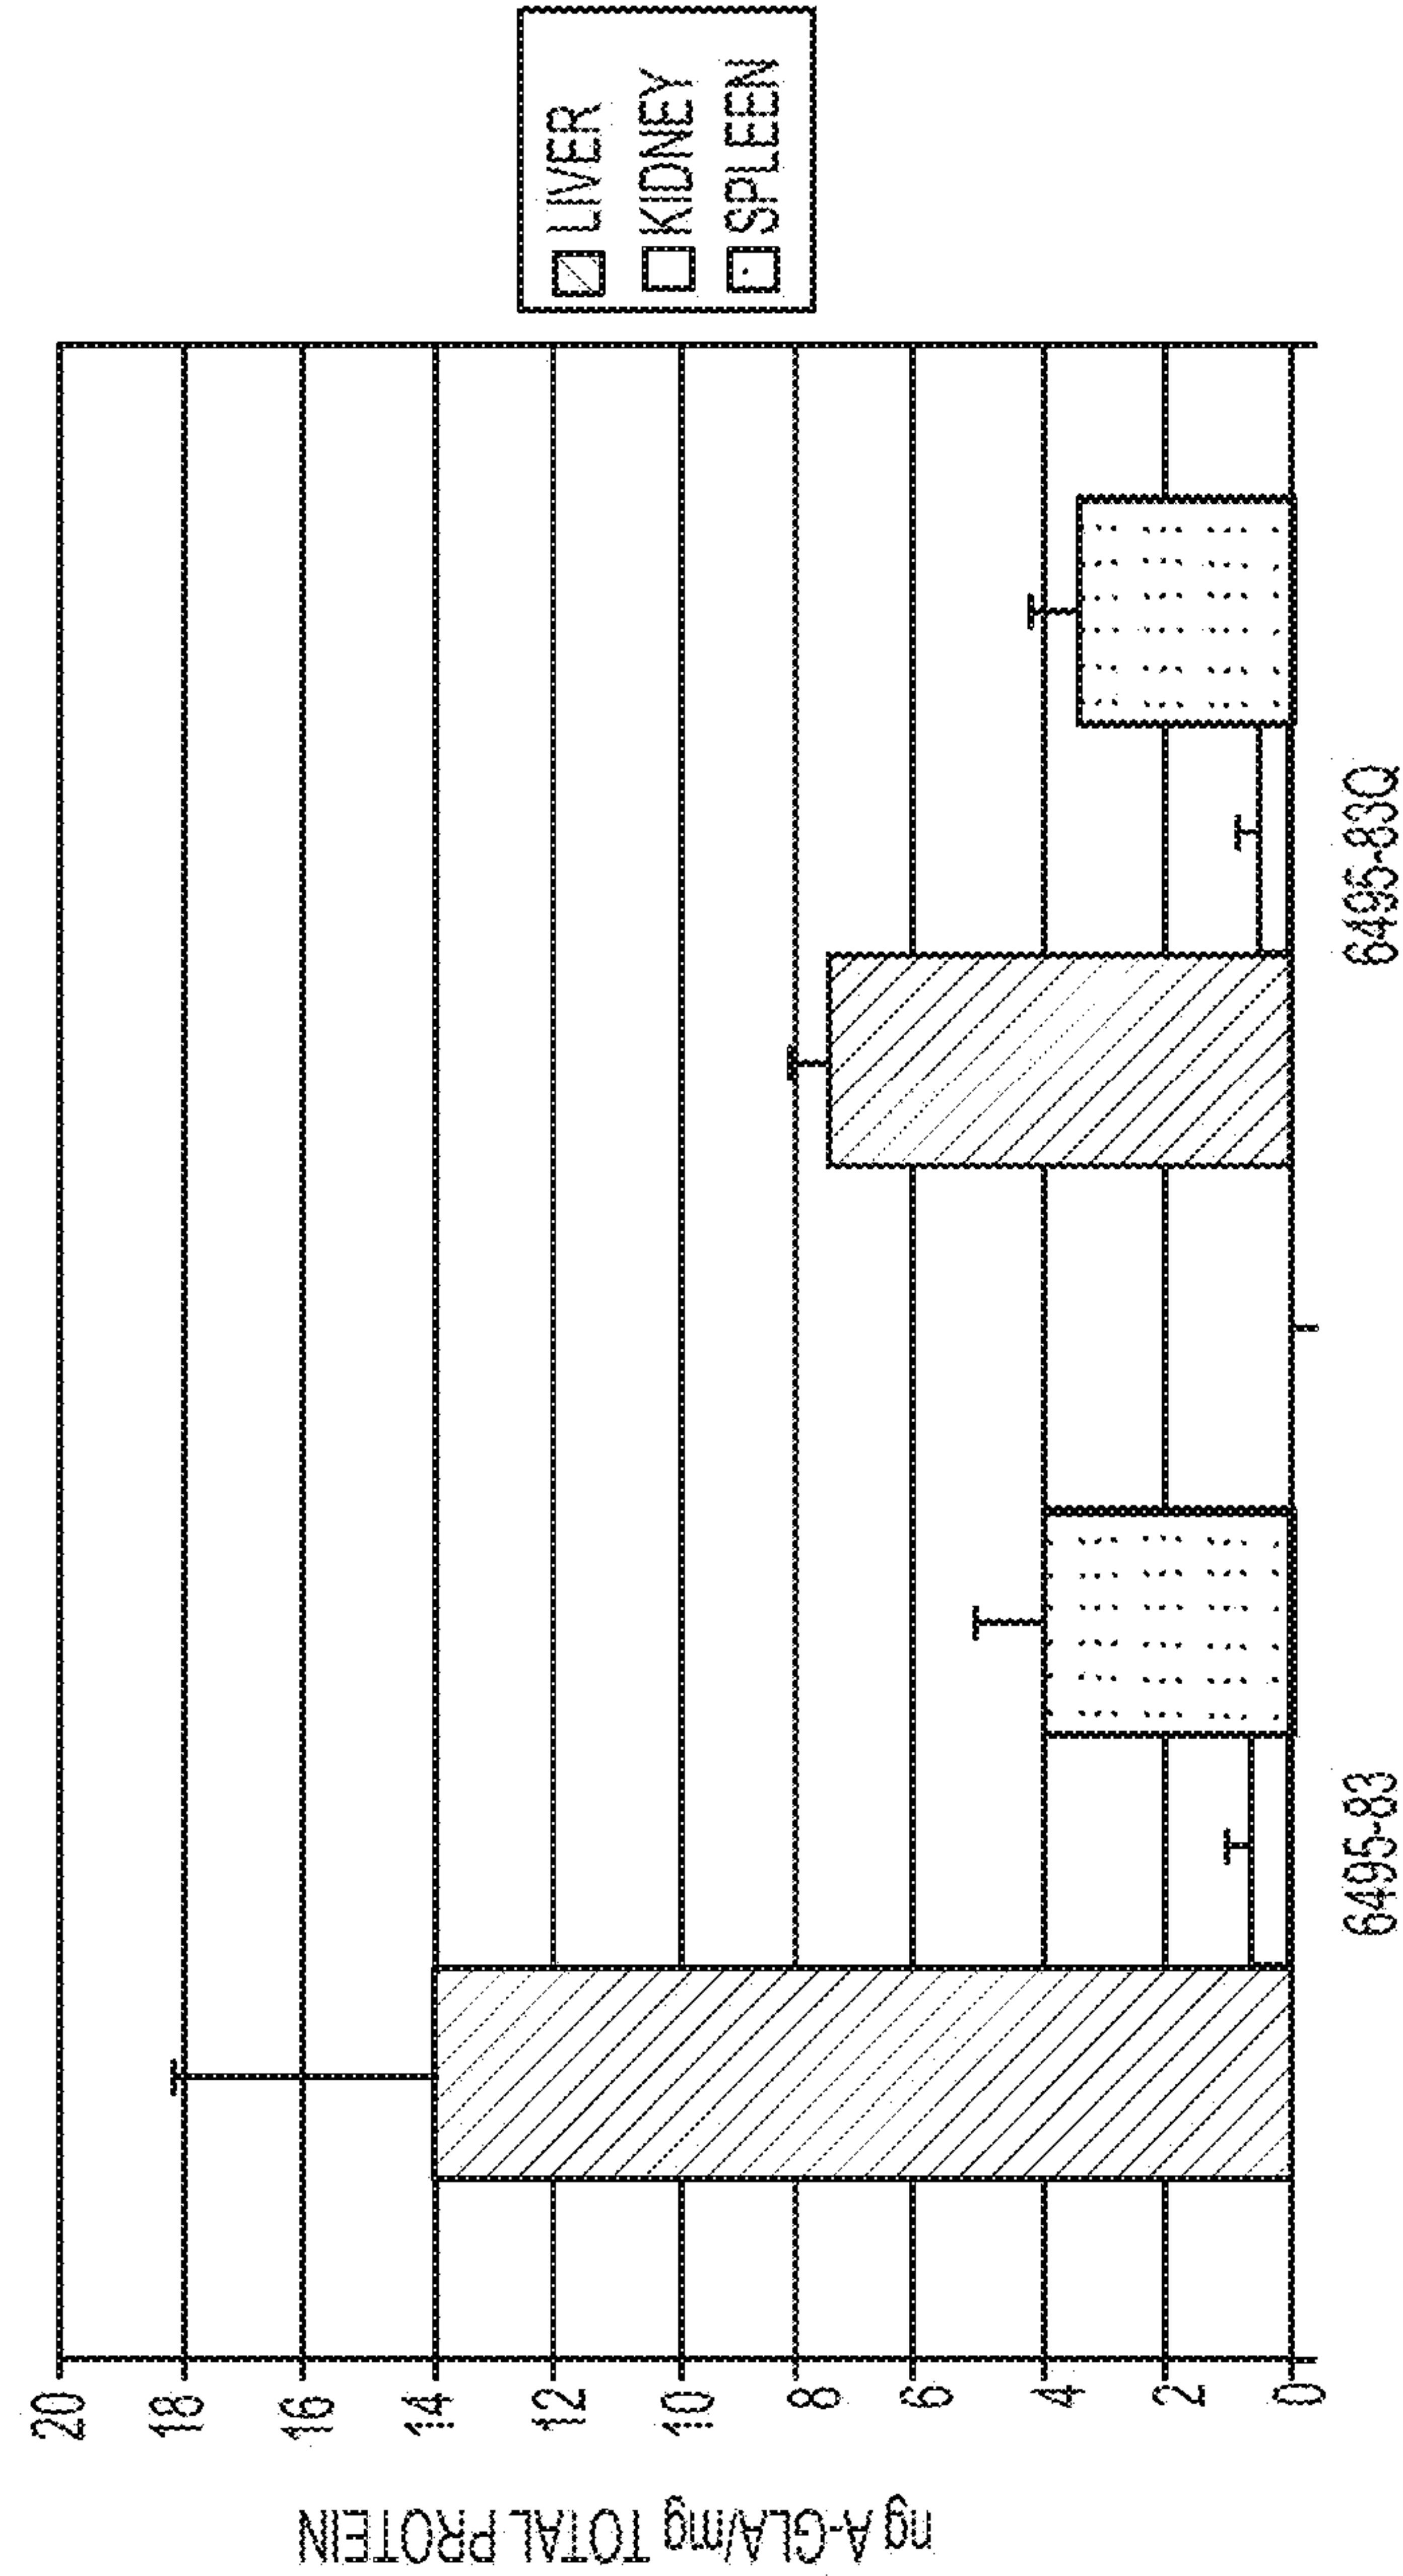 ng A-GLA/mg TOTAL PROTEIN
20
18
16
14
12
10
8
6
4
2
0
6495-83
6495-83Q
LIVER
KIDNEY
SPLEEN